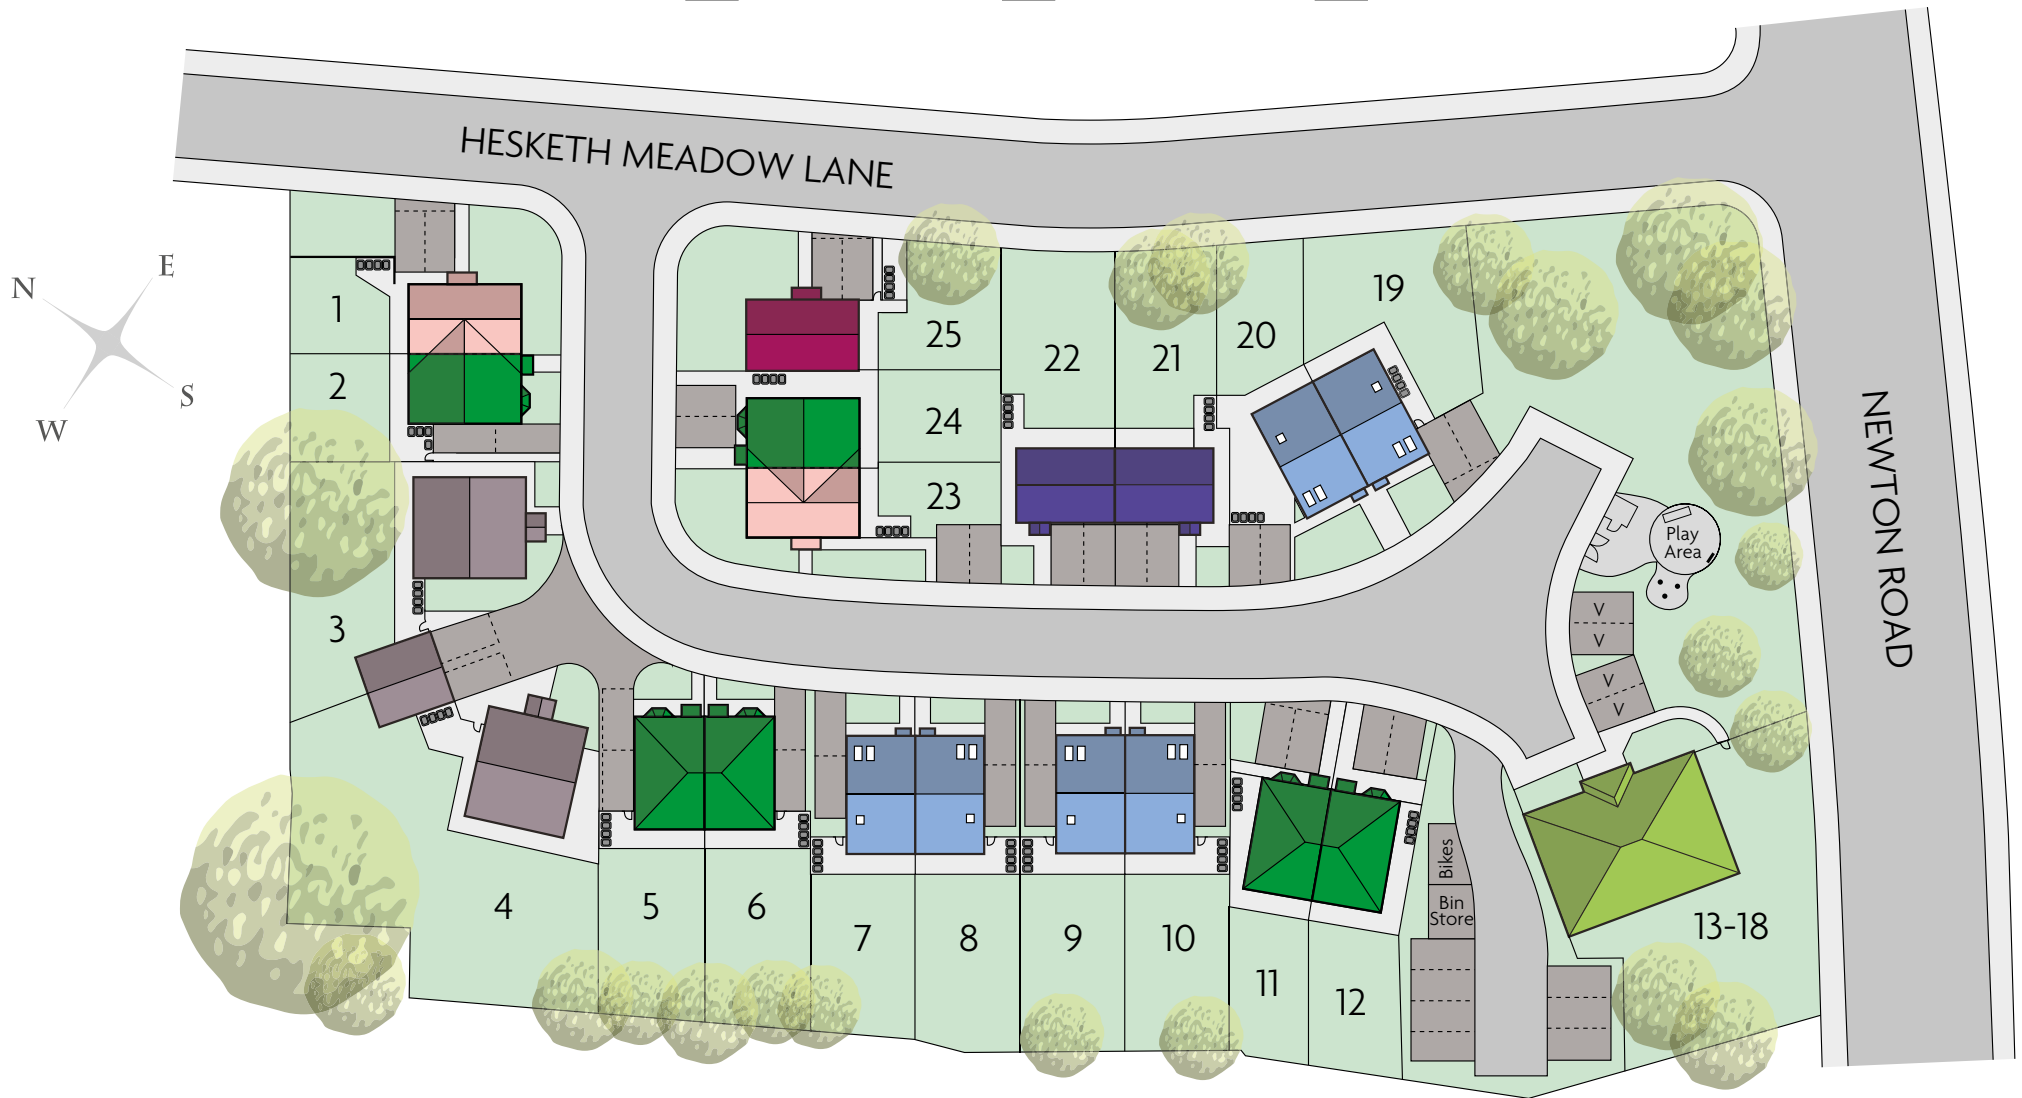 HESKETH MEADOW LANE
N
E
S
W
NEWTON ROAD
1
2
3
4
5
6
7
8
9
10
11
12
13-18
19
20
21
22
23
24
25
Play
Area
V
V
V
V
Bikes
Bin
Store